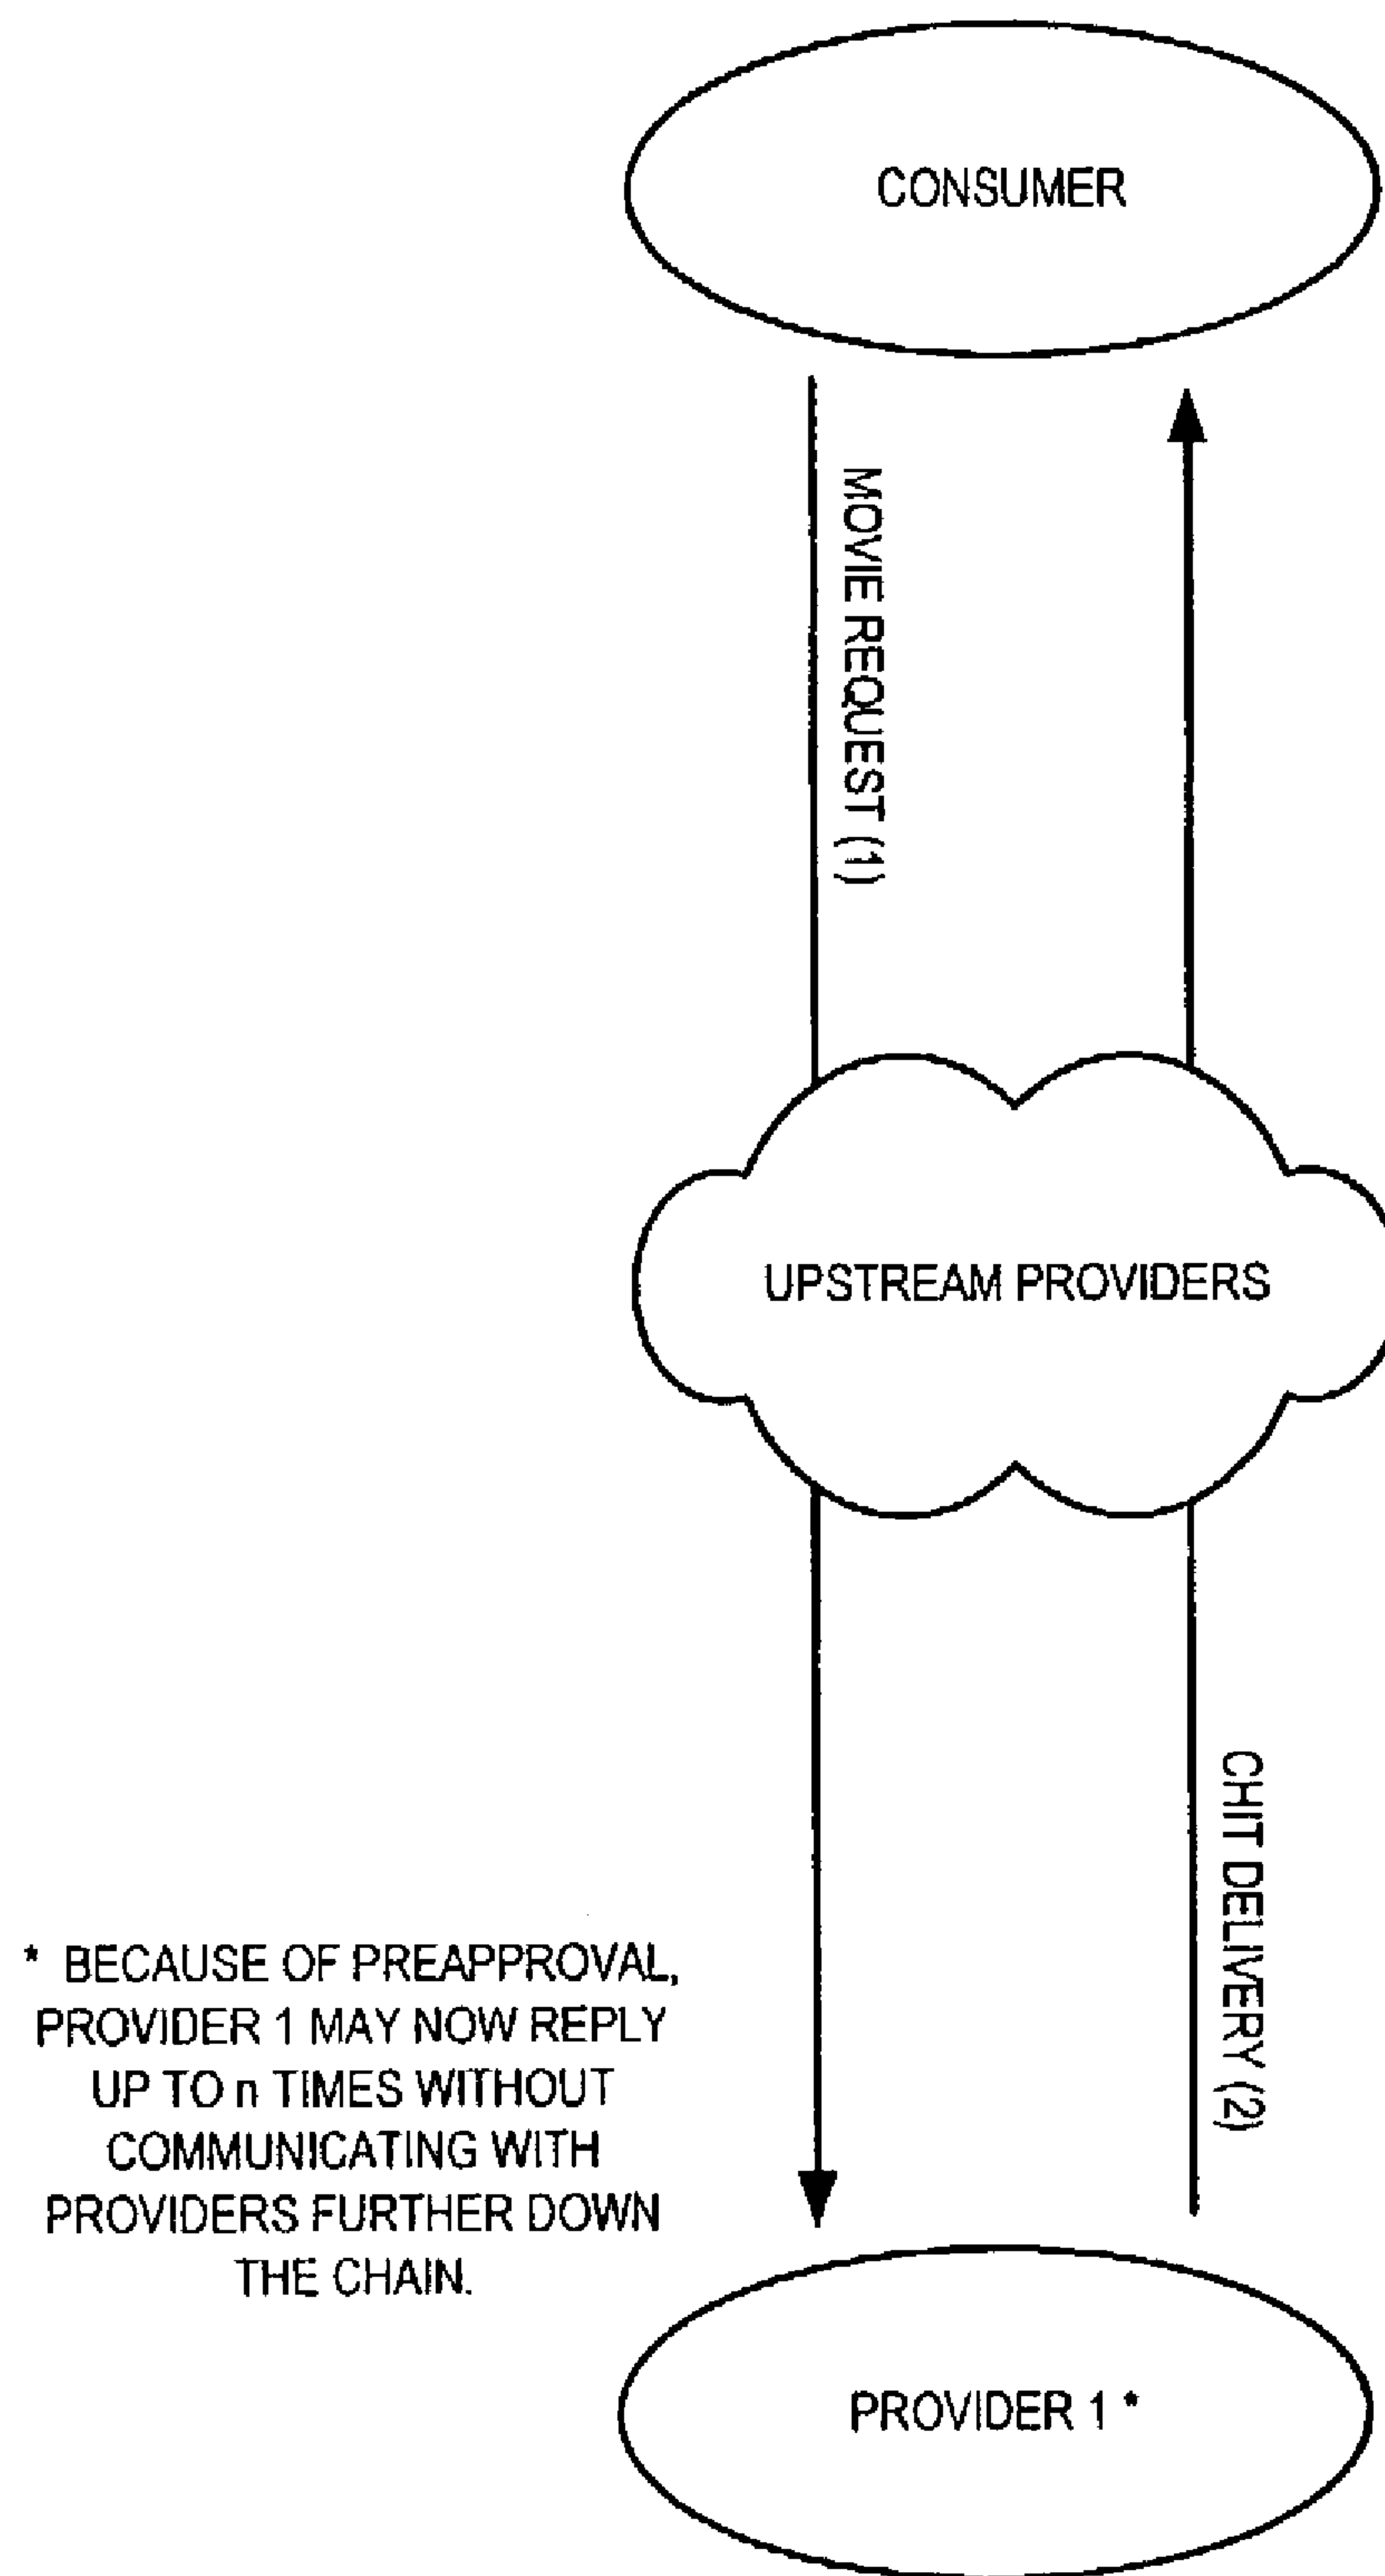 CONSUMER
MOVIE REQUEST (1)
UPSTREAM PROVIDERS
CHIT DELIVERY (2)
* BECAUSE OF PREAPPROVAL,
PROVIDER 1 MAY NOW REPLY
UP TO n TIMES WITHOUT
COMMUNICATING WITH
PROVIDERS FURTHER DOWN
THE CHAIN.
PROVIDER 1 *